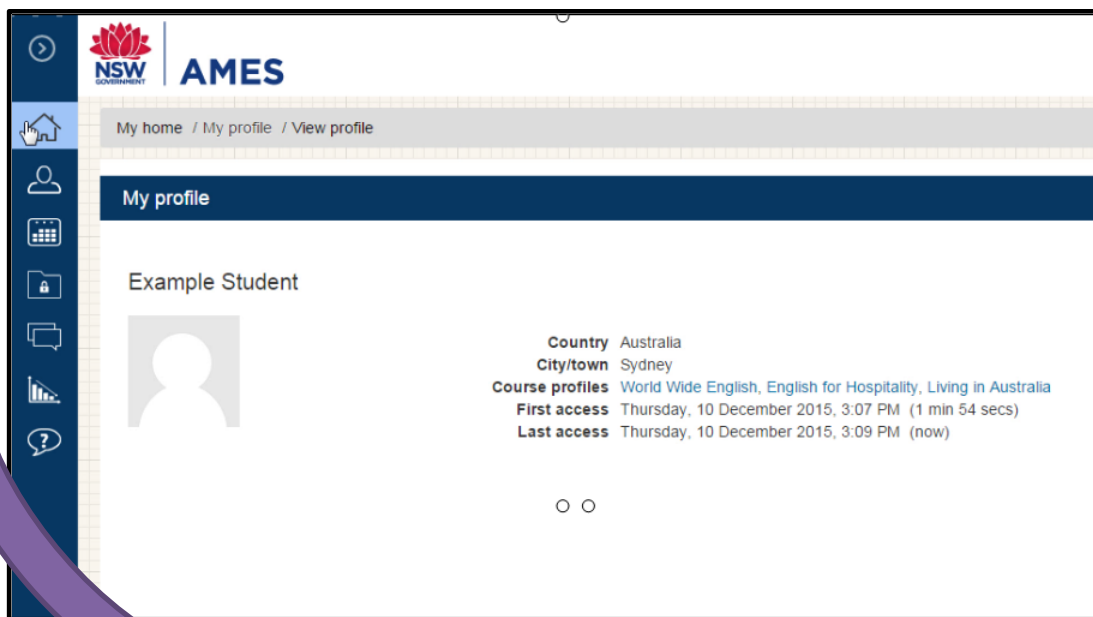 NSW
GOVERNMENT
AMES
My home / My profile / View profile
My profile
Example Student
Country Australia
City/town Sydney
Course profiles World Wide English, English for Hospitality, Living in Australia
First access Thursday, 10 December 2015, 3:07 PM (1 min 54 secs)
Last access Thursday, 10 December 2015, 3:09 PM (now)
?